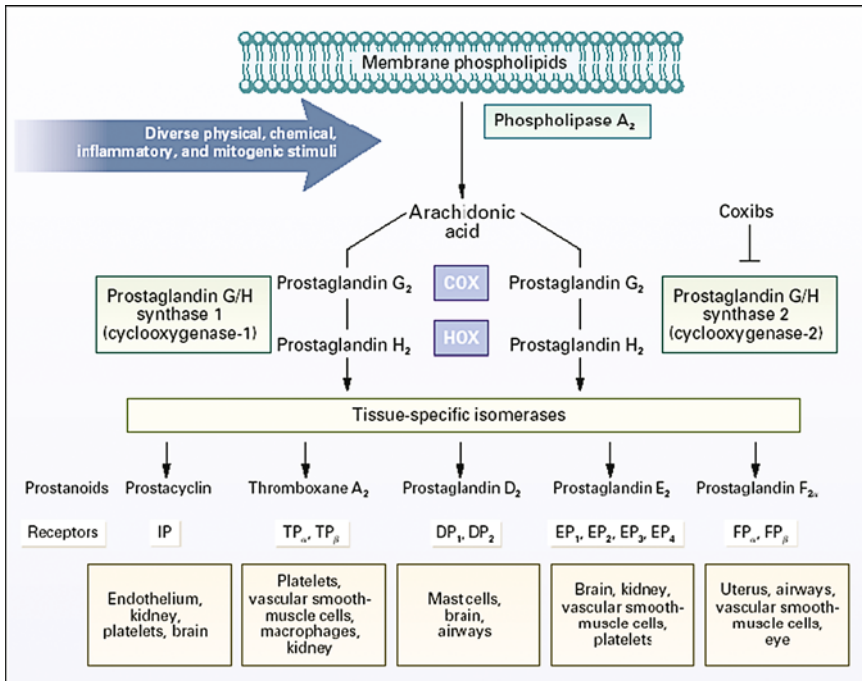 Membrane phospholipids
Phospholipase A₂
Diverse physical, chemical,
inflammatory, and mitogenic stimuli
Arachidonic
acid
Coxibs
Prostaglandin G/H
synthase 1
(cyclooxygenase-1)
Prostaglandin G₂
COX
Prostaglandin G₂
Prostaglandin H₂
HOX
Prostaglandin H₂
Prostaglandin G/H
synthase 2
(cyclooxygenase-2)
Tissue-specific isomerases
Prostanoids
Prostacyclin
Thromboxane A₂
Prostaglandin D₂
Prostaglandin E₂
Prostaglandin F₂α
Receptors
IP
TPα, TPβ
DP₁, DP₂
EP₁, EP₂, EP₃, EP₄
FPα, FPβ
Endothelium,
kidney,
platelets, brain
Platelets,
vascular smooth-
muscle cells,
macrophages,
kidney
Mast cells,
brain,
airways
Brain, kidney,
vascular smooth-
muscle cells,
platelets
Uterus, airways,
vascular smooth-
muscle cells,
eye